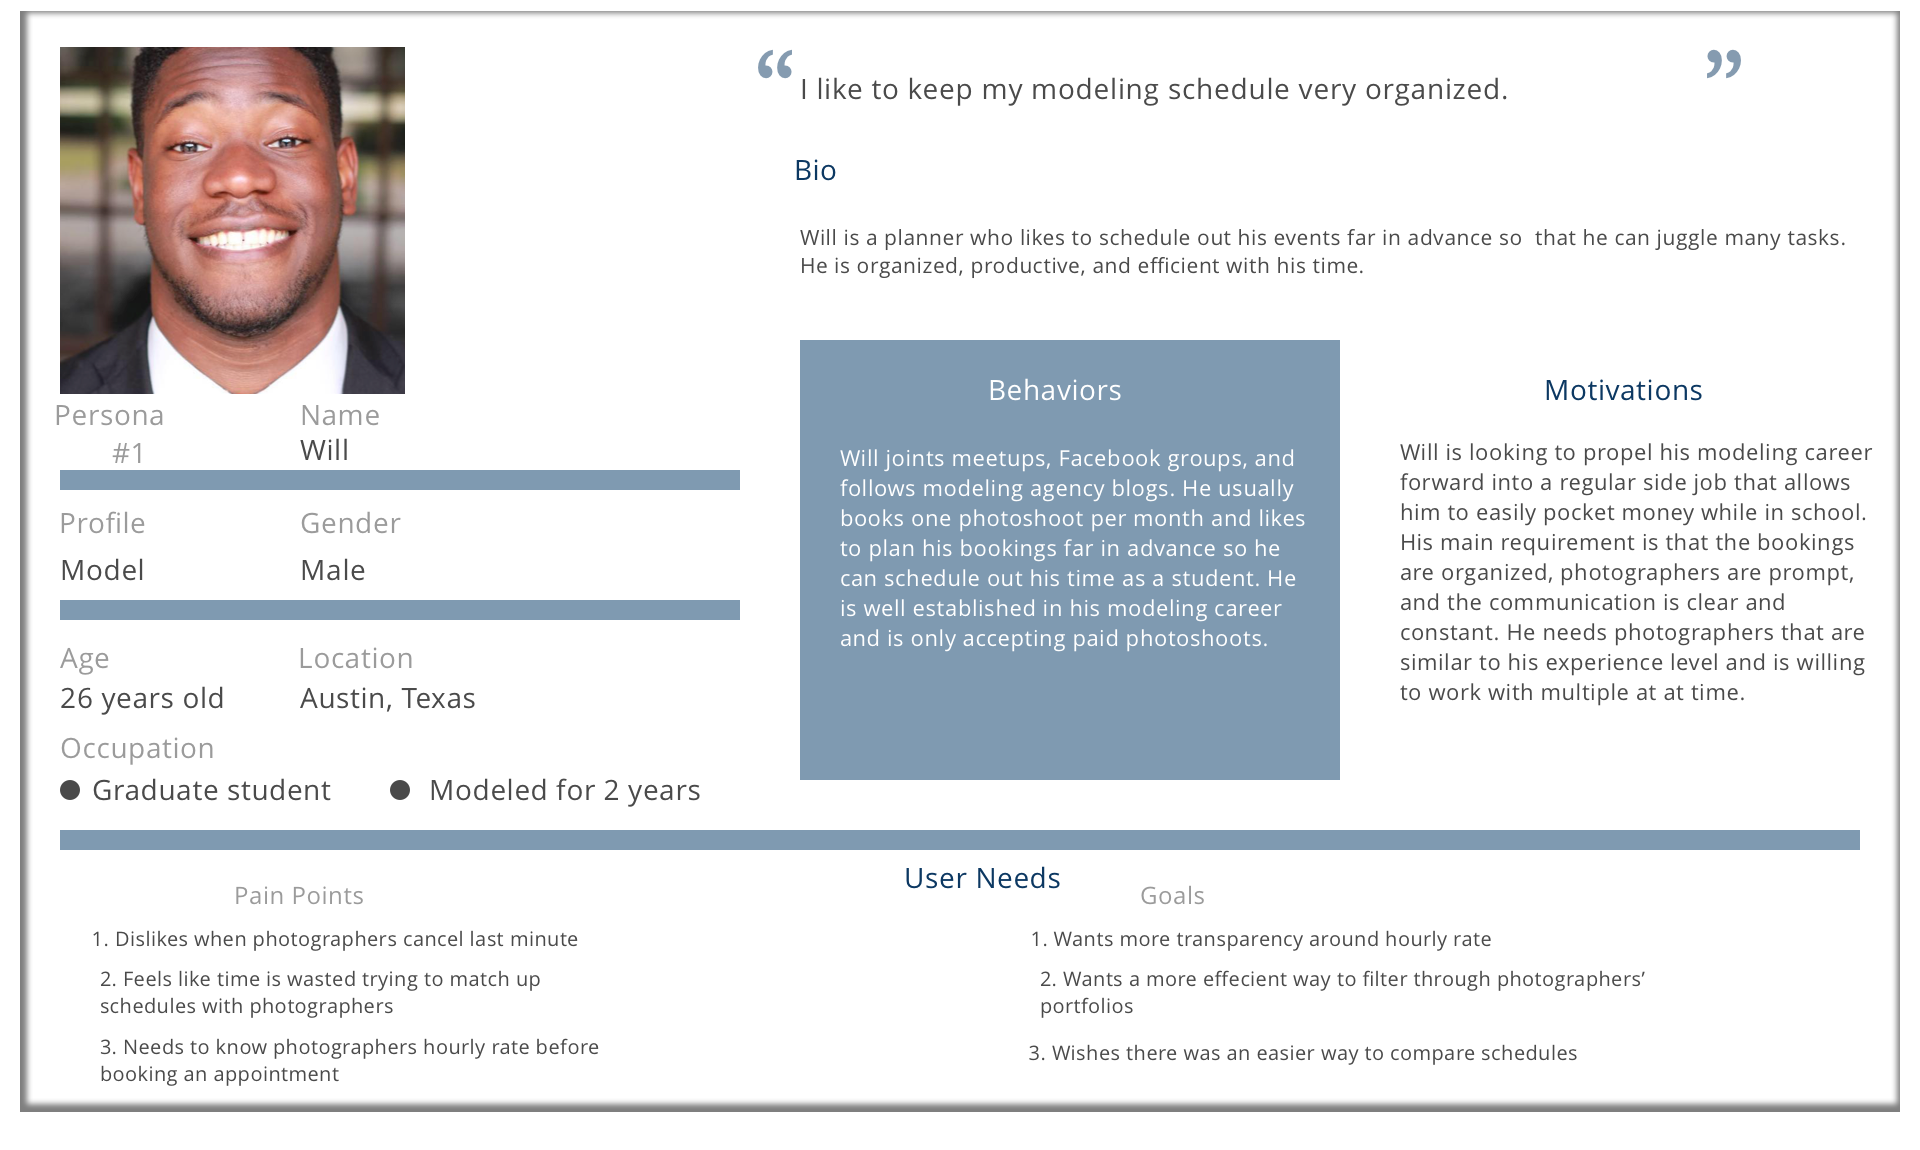 “ I like to keep my modeling schedule very organized. ”
Bio
Will is a planner who likes to schedule out his events far in advance so  that he can juggle many tasks.
He is organized, productive, and efficient with his time.
Persona
#1
Name
Will
Profile
Model
Gender
Male
Age
26 years old
Location
Austin, Texas
Occupation
● Graduate student
● Modeled for 2 years
Behaviors
Will joints meetups, Facebook groups, and
follows modeling agency blogs. He usually
books one photoshoot per month and likes
to plan his bookings far in advance so he
can schedule out his time as a student. He
is well established in his modeling career
and is only accepting paid photoshoots.
Motivations
Will is looking to propel his modeling career
forward into a regular side job that allows
him to easily pocket money while in school.
His main requirement is that the bookings
are organized, photographers are prompt,
and the communication is clear and
constant. He needs photographers that are
similar to his experience level and is willing
to work with multiple at at time.
User Needs
Pain Points
1. Dislikes when photographers cancel last minute
2. Feels like time is wasted trying to match up
schedules with photographers
3. Needs to know photographers hourly rate before
booking an appointment
Goals
1. Wants more transparency around hourly rate
2. Wants a more effecient way to filter through photographers’
portfolios
3. Wishes there was an easier way to compare schedules